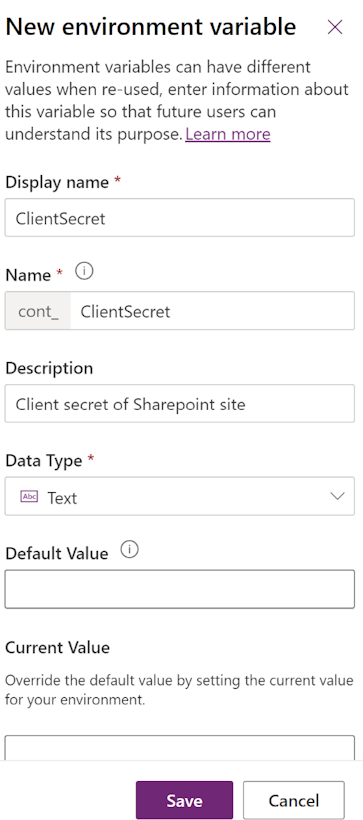 New environment variable
Environment variables can have different
values when re-used, enter information about
this variable so that future users can
understand its purpose. Learn more
Display name *
ClientSecret
Name *
cont_ ClientSecret
Description
Client secret of Sharepoint site
Data Type *
Abc Text
Default Value
Current Value
Override the default value by setting the current value
for your environment.
Save Cancel